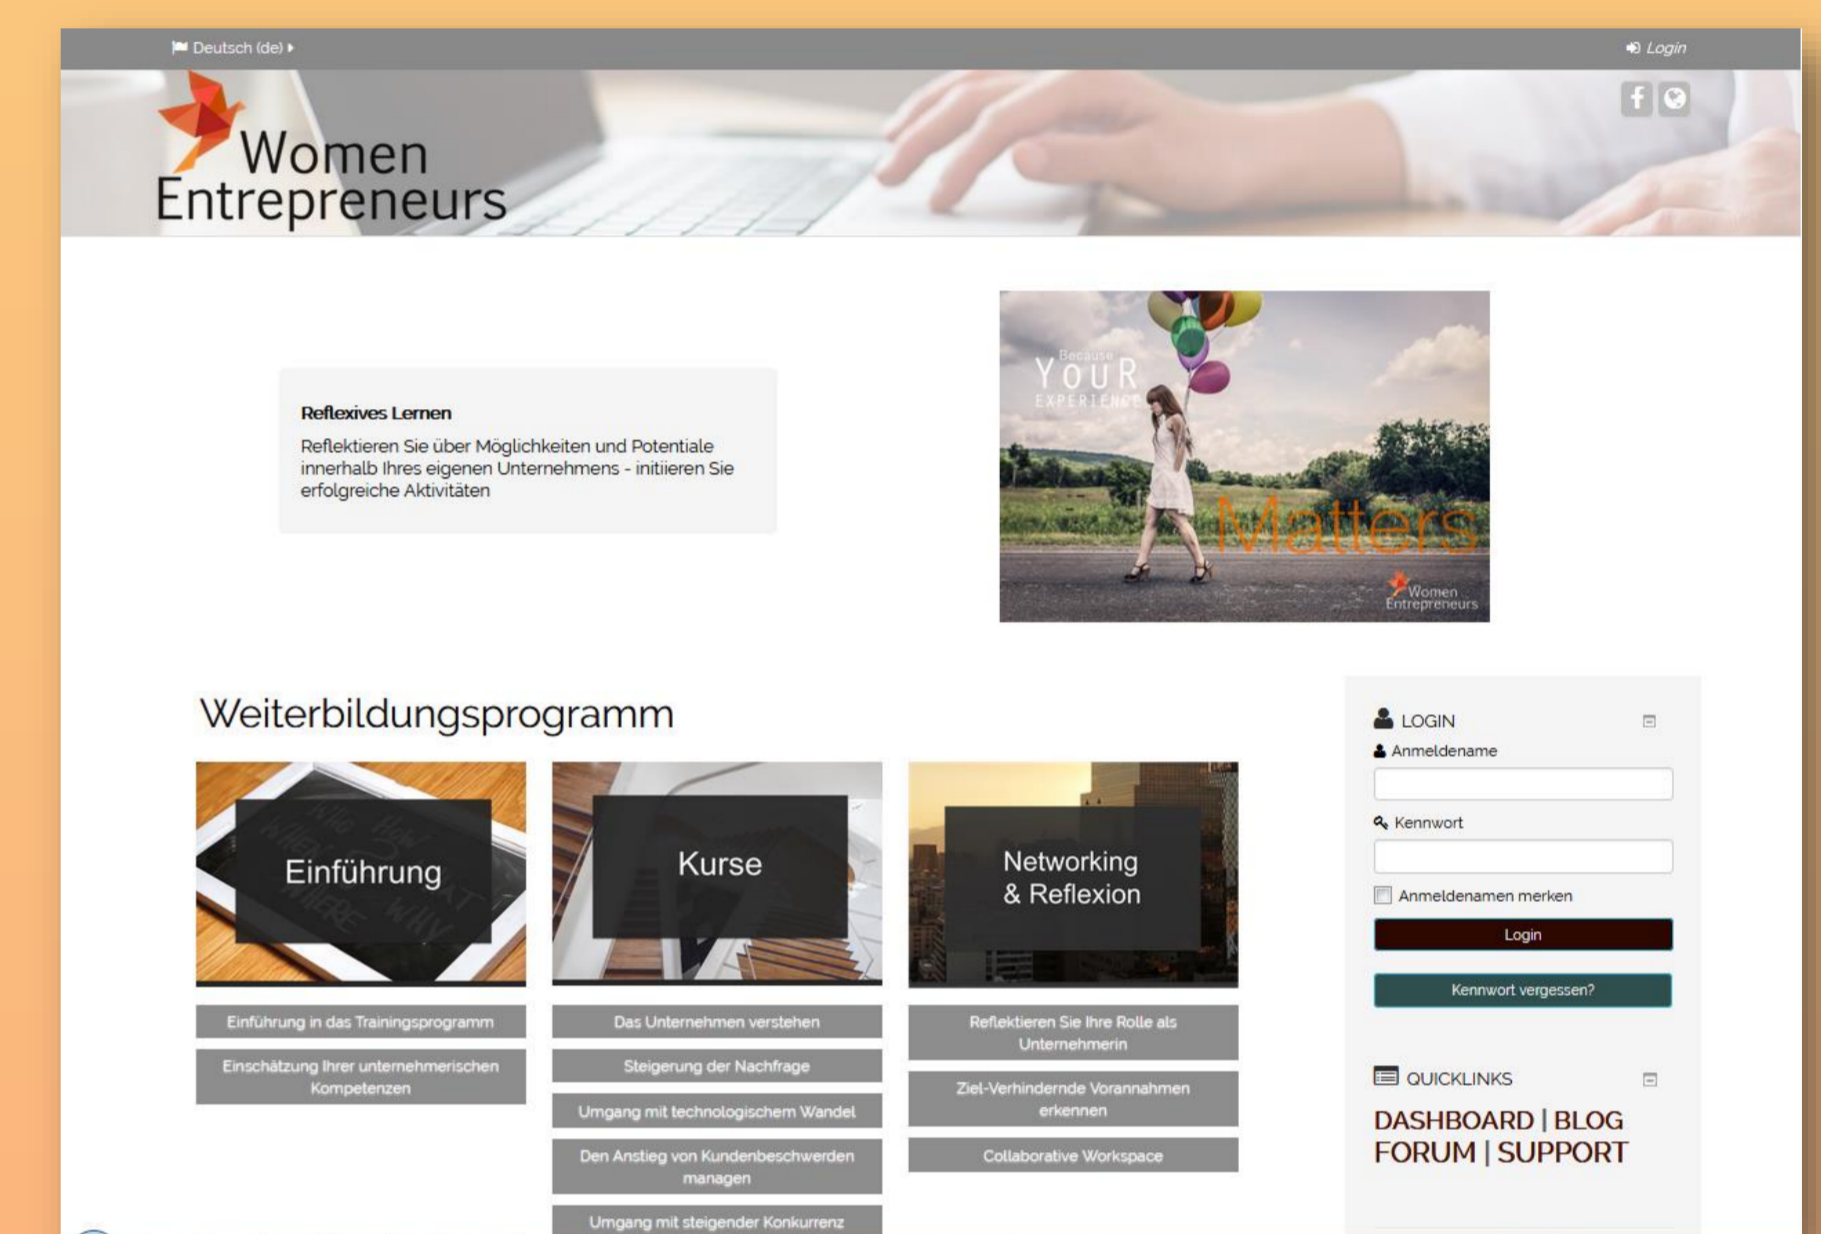 Deutsch (de)
Login
Women
Entrepreneurs
Reflexives Lernen
Reflektieren Sie über Möglichkeiten und Potentiale
innerhalb Ihres eigenen Unternehmens - initiieren Sie
erfolgreiche Aktivitäten
Because
YOUR
EXPERIENCE
Matters
Women
Entrepreneurs
Weiterbildungsprogramm
Einführung
Einführung in das Trainingsprogramm
Einschätzung Ihrer unternehmerischen
Kompetenzen
Kurse
Das Unternehmen verstehen
Steigerung der Nachfrage
Umgang mit technologischem Wandel
Den Anstieg von Kundenbeschwerden
managen
Umgang mit steigender Konkurrenz
Networking
& Reflexion
Reflektieren Sie Ihre Rolle als
Unternehmerin
Ziel-Verhindernde Vorannahmen
erkennen
Collaborative Workspace
LOGIN
Anmeldename
Kennwort
Anmeldenamen merken
Login
Kennwort vergessen?
QUICKLINKS
DASHBOARD | BLOG
FORUM | SUPPORT